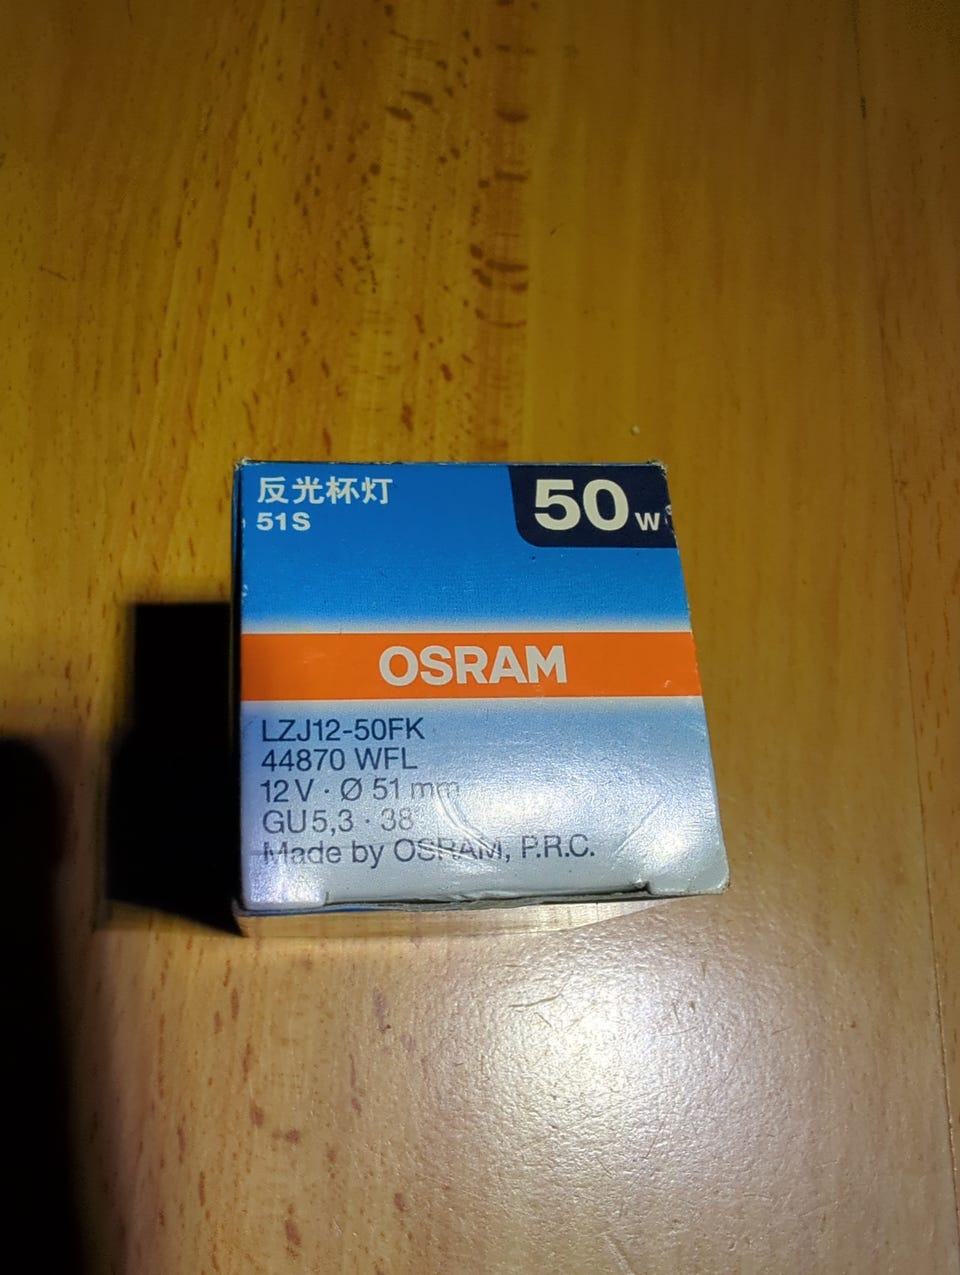 反光杯灯
51S
50 W
OSRAM
LZJ12-50FK
44870 WFL
12 V · Ø 51 mm
GU5,3 · 38°
Made by OSRAM, P.R.C.